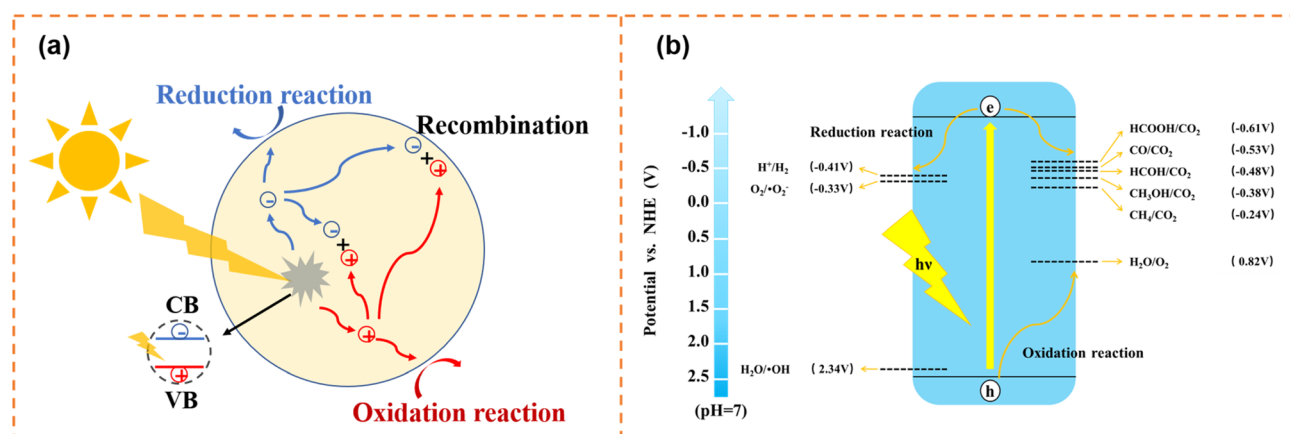 (a)
Reduction reaction
Recombination
-
+
+
-
-
+
+
+
CB
-
+
VB
Oxidation reaction
(b)
Potential vs. NHE (V)
-1.0
-0.5
0.0
0.5
1.0
1.5
2.0
2.5
(pH=7)
e
Reduction reaction
H⁺/H₂ (-0.41V)
O₂/•O₂⁻ (-0.33V)
HCOOH/CO₂ (-0.61V)
CO/CO₂ (-0.53V)
HCOH/CO₂ (-0.48V)
CH₃OH/CO₂ (-0.38V)
CH₄/CO₂ (-0.24V)
hν
H₂O/O₂ ( 0.82V)
Oxidation reaction
H₂O/•OH ( 2.34V)
h